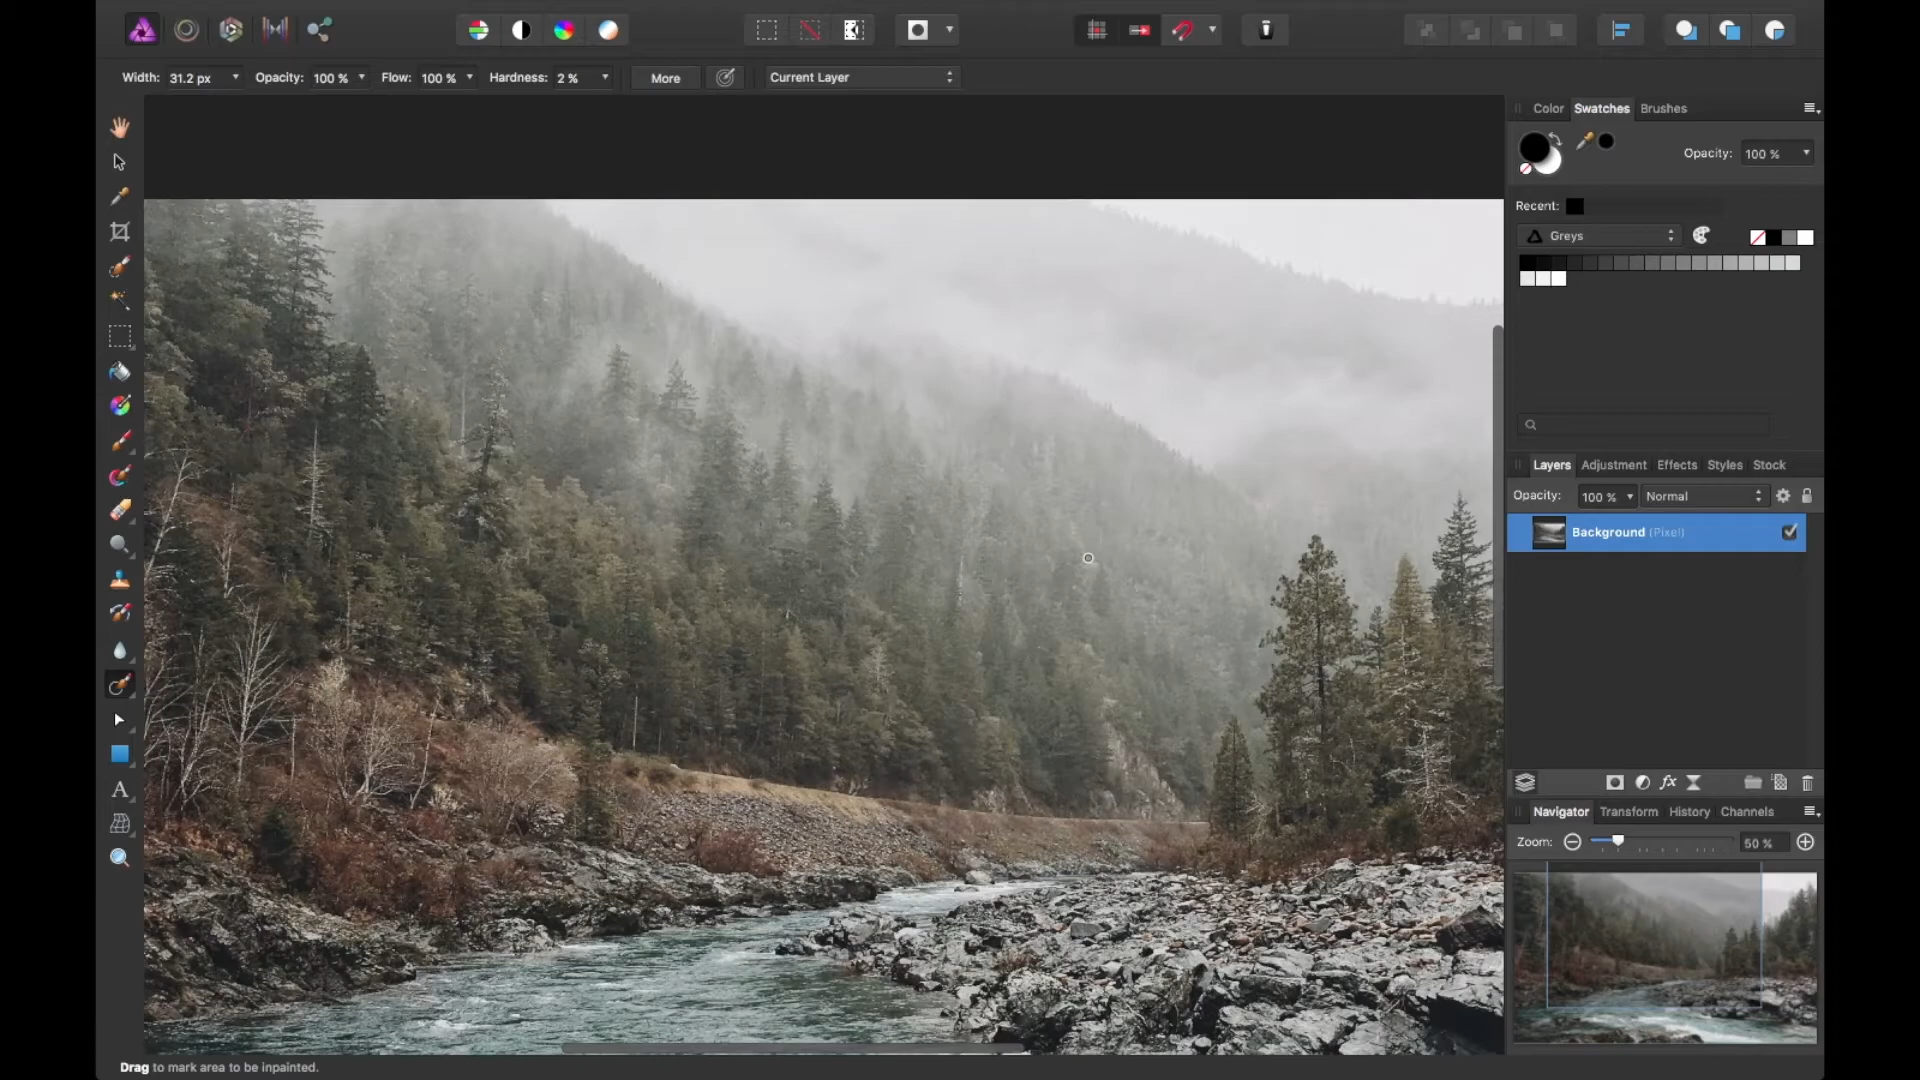 Width: 31.2 px Opacity: 100 % Flow: 100 % Hardness: 2 % More Current Layer
Color Swatches Brushes
Opacity: 100 %
Recent:
Greys
Layers Adjustment Effects Styles Stock
Opacity: 100 % Normal
Background (Pixel)
Navigator Transform History Channels
Zoom: 50 %
Drag to mark area to be inpainted.